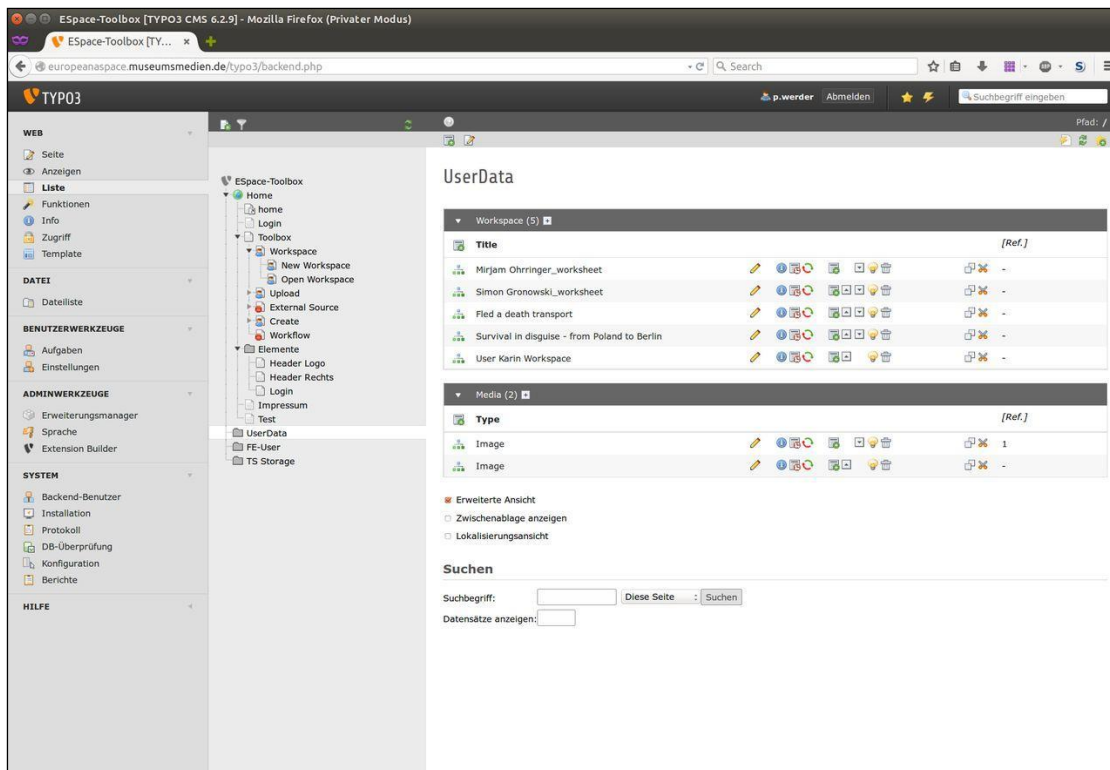 ESpace-Toolbox [TYPO3 CMS 6.2.9] - Mozilla Firefox (Privater Modus)
ESpace-Toolbox [TY...
europeanaspace.museumsmedien.de/typo3/backend.php
Search
TYPO3
p.werder
Abmelden
Suchbegriff eingeben
WEB
Seite
Anzeigen
Liste
Funktionen
Info
Zugriff
Template
DATEI
Dateiliste
BENUTZERWERKZEUGE
Aufgaben
Einstellungen
ADMINWERKZEUGE
Erweiterungsmanager
Sprache
Extension Builder
SYSTEM
Backend-Benutzer
Installation
Protokoll
DB-Überprüfung
Konfiguration
Berichte
HILFE
ESpace-Toolbox
Home
home
Login
Toolbox
Workspace
New Workspace
Open Workspace
Upload
External Source
Create
Workflow
Elemente
Header Logo
Header Rechts
Login
Impressum
Test
UserData
FE-User
TS Storage
Pfad: /
UserData
Workspace (5)
Title [Ref.]
Mirjam Ohrringer_worksheet -
Simon Gronowski_worksheet -
Fled a death transport -
Survival in disguise - from Poland to Berlin -
User Karin Workspace -
Media (2)
Type [Ref.]
Image 1
Image -
Erweiterte Ansicht
Zwischenablage anzeigen
Lokalisierungsansicht
Suchen
Suchbegriff: Diese Seite Suchen
Datensätze anzeigen: